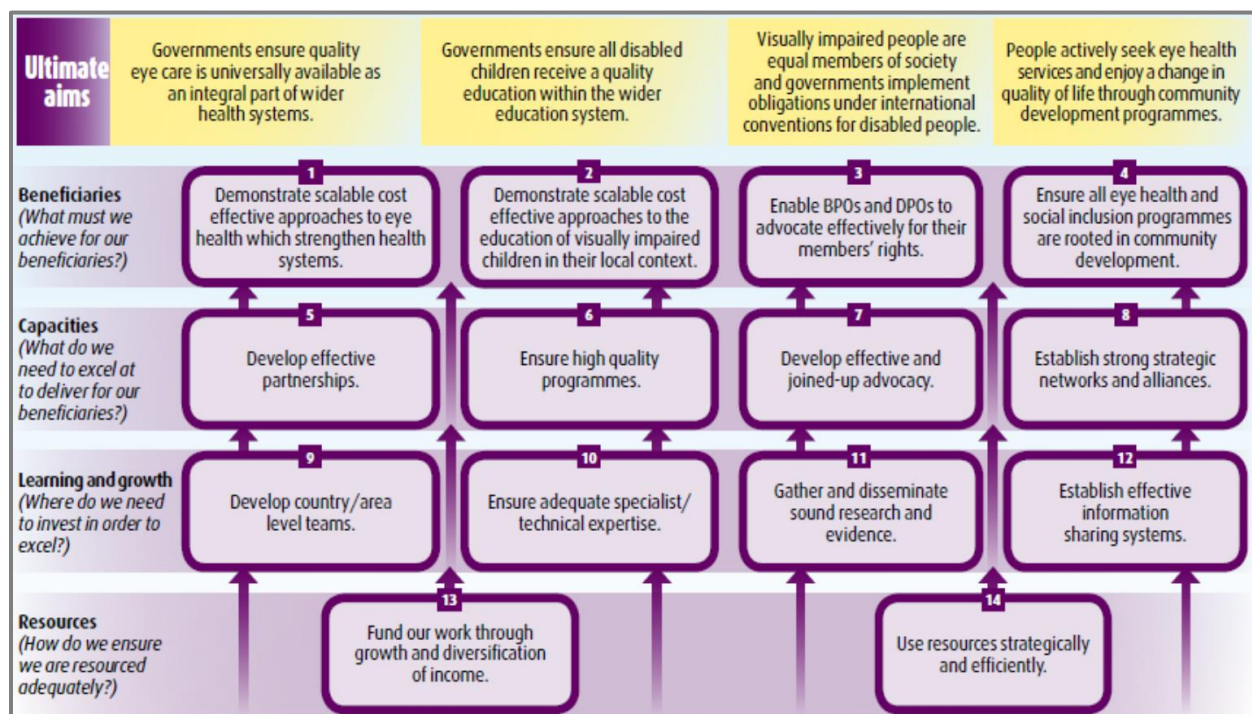 Ultimate
aims
Governments ensure quality
eye care is universally available as
an integral part of wider
health systems.
Governments ensure all disabled
children receive a quality
education within the wider
education system.
Visually impaired people are
equal members of society
and governments implement
obligations under international
conventions for disabled people.
People actively seek eye health
services and enjoy a change in
quality of life through community
development programmes.
Beneficiaries
(What must we
achieve for our
beneficiaries?)
1
Demonstrate scalable cost
effective approaches to eye
health which strengthen health
systems.
2
Demonstrate scalable cost
effective approaches to the
education of visually impaired
children in their local context.
3
Enable BPOs and DPOs to
advocate effectively for their
members' rights.
4
Ensure all eye health and
social inclusion programmes
are rooted in community
development.
Capacities
(What do we
need to excel at
to deliver for our
beneficiaries?)
5
Develop effective
partnerships.
6
Ensure high quality
programmes.
7
Develop effective and
joined-up advocacy.
8
Establish strong strategic
networks and alliances.
Learning and growth
(Where do we need
to invest in order to
excel?)
9
Develop country/area
level teams.
10
Ensure adequate specialist/
technical expertise.
11
Gather and disseminate
sound research and
evidence.
12
Establish effective
information
sharing systems.
Resources
(How do we ensure
we are resourced
adequately?)
13
Fund our work through
growth and diversification
of income.
14
Use resources strategically
and efficiently.